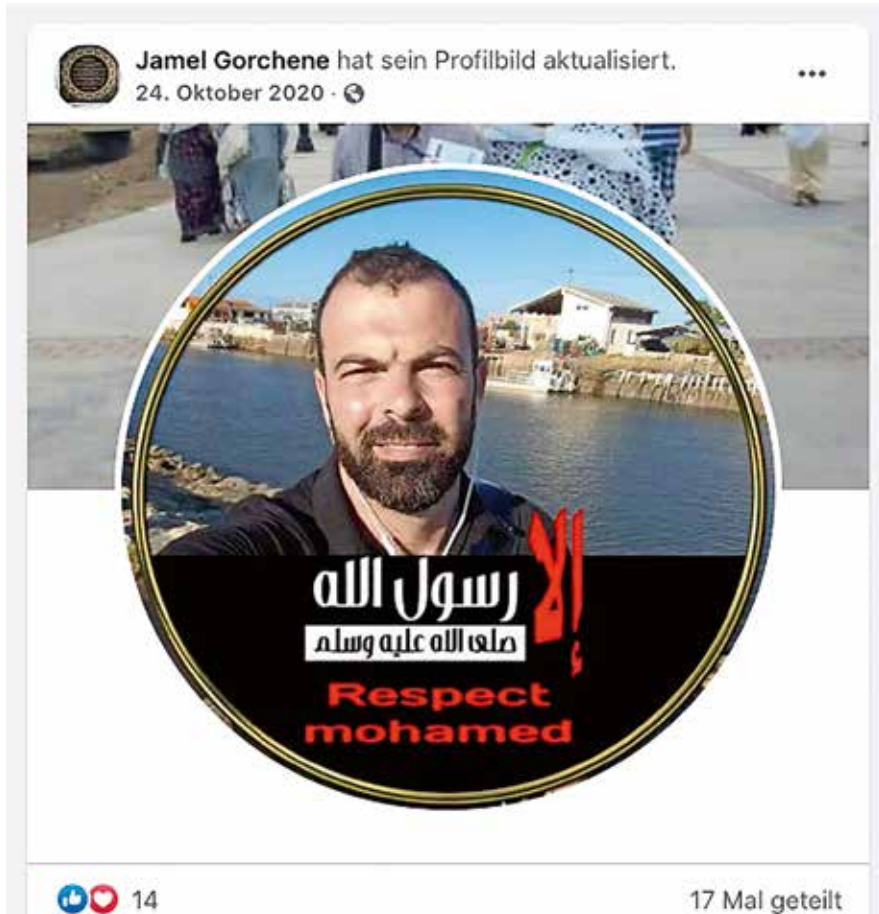 Jamel Gorchene hat sein Profilbild aktualisiert.
24. Oktober 2020 ·
إلا رسول الله
صلى الله عليه وسلم
Respect
mohamed
14
17 Mal geteilt